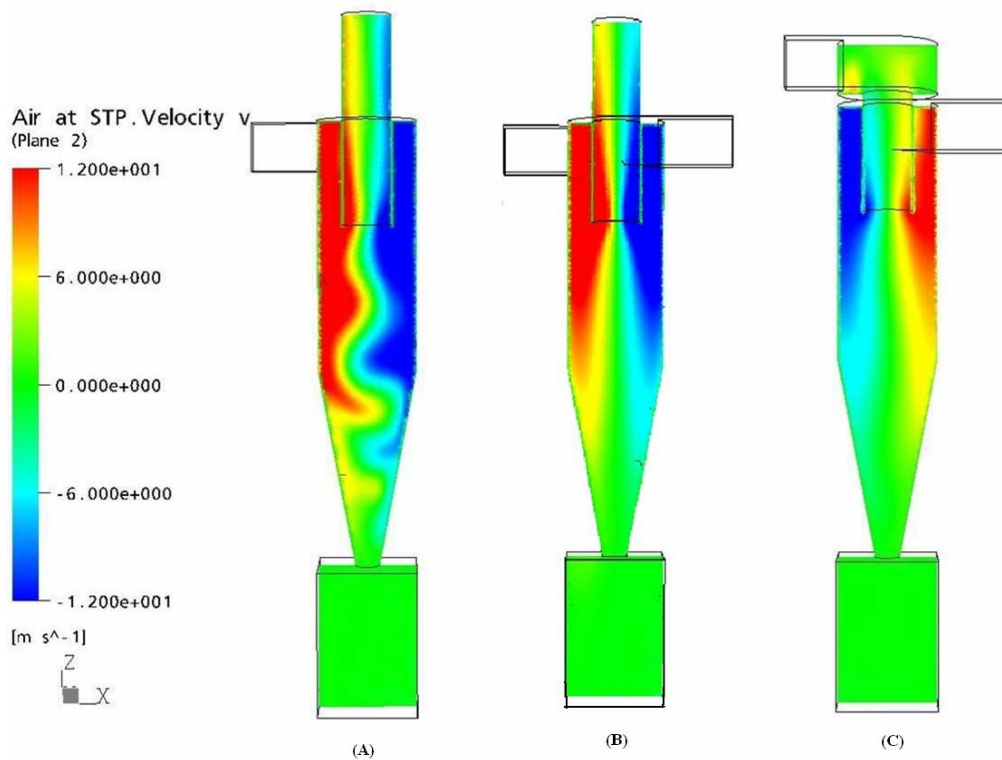 Air at STP.Velocity v
(Plane 2)
1.200e+001
6.000e+000
0.000e+000
-6.000e+000
-1.200e+001
[m s^-1]
Z
X
(A)
(B)
(C)